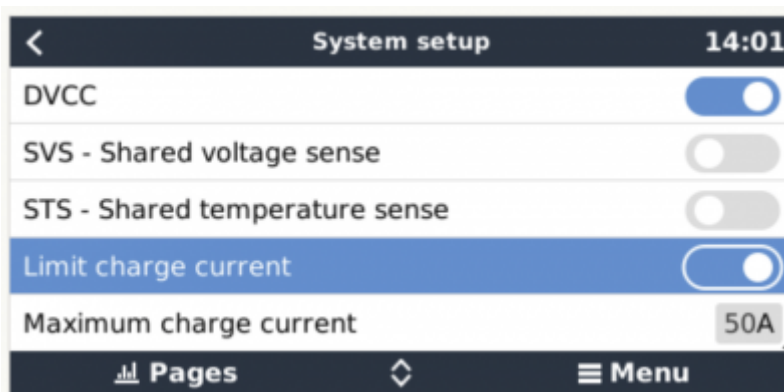 System setup 14:01
DVCC
SVS - Shared voltage sense
STS - Shared temperature sense
Limit charge current
Maximum charge current 50A
Pages Menu